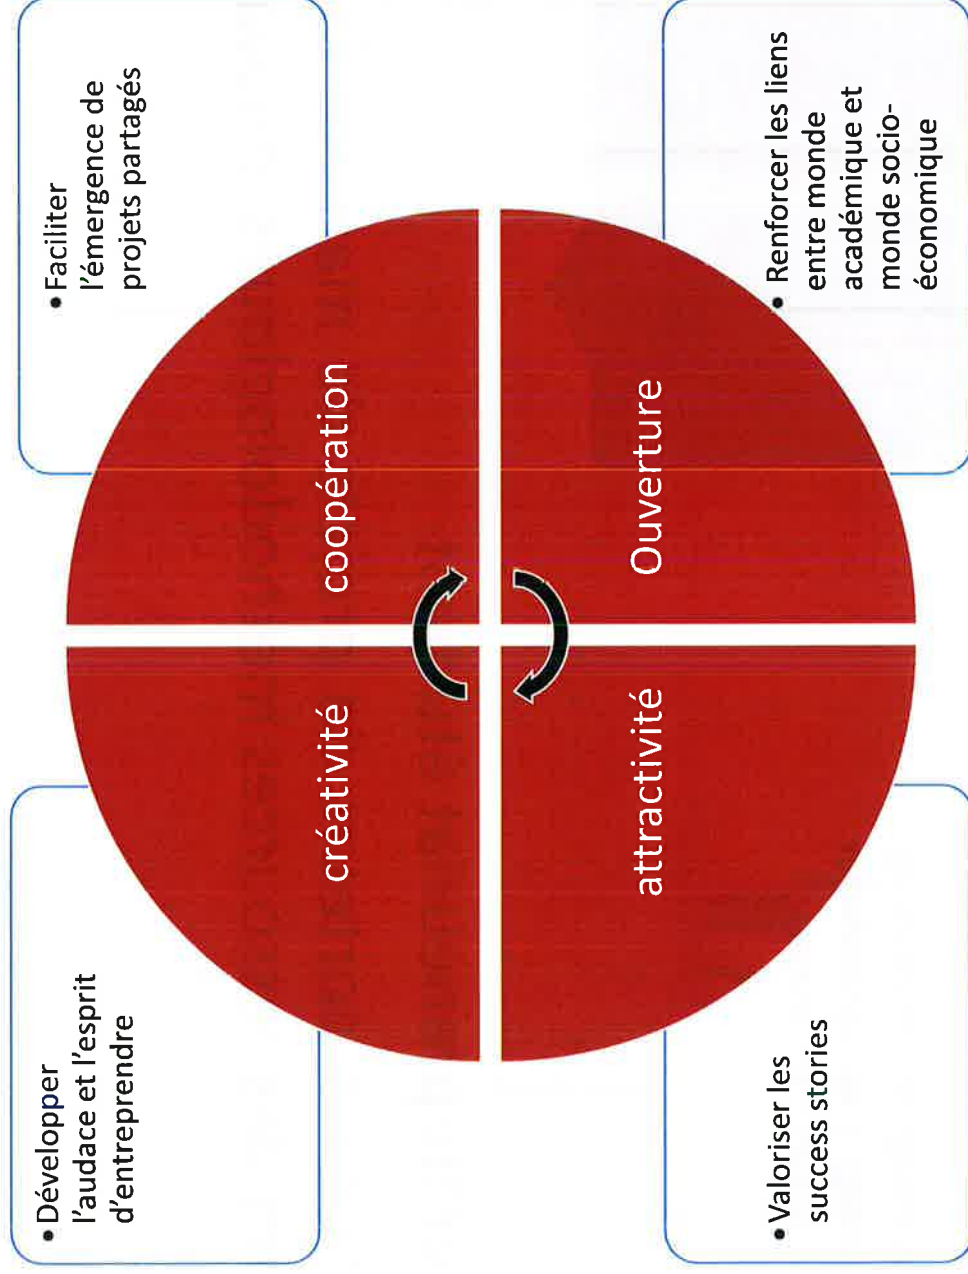 • Développer
l'audace et l'esprit
d'entreprendre
• Faciliter
l'émergence de
projets partagés
créativité
coopération
attractivité
Ouverture
• Valoriser les
success stories
• Renforcer les liens
entre monde
académique et
monde socio-
économique